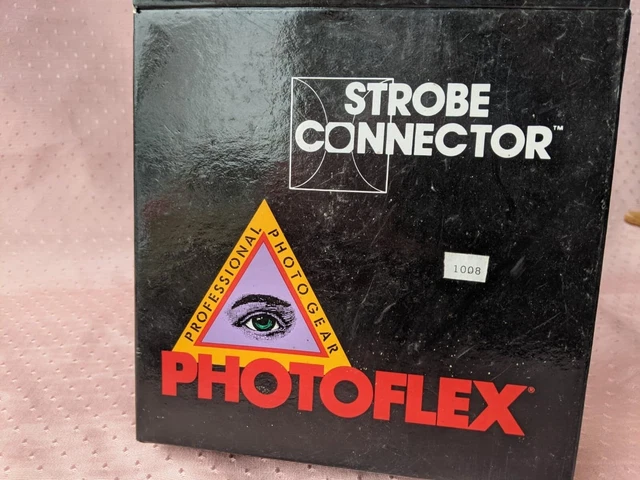 STROBE
CONNECTOR™
PROFESSIONAL PHOTO GEAR
1008
PHOTOFLEX®